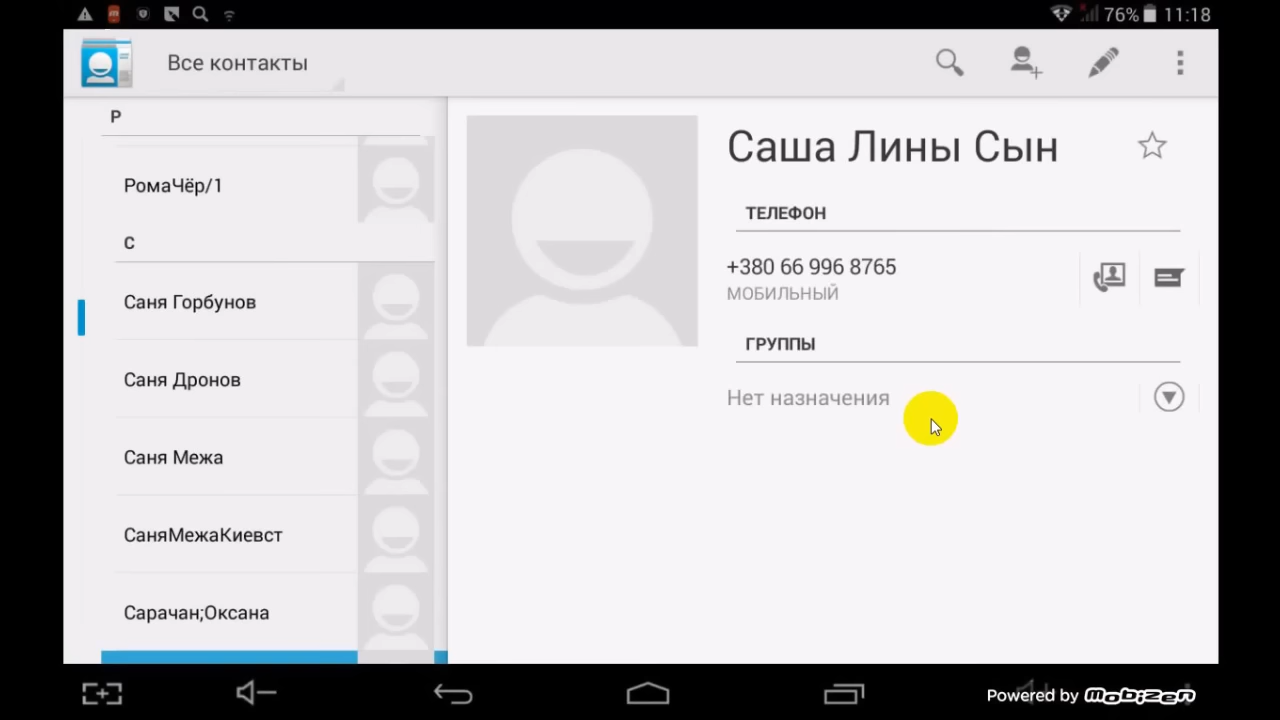 76% 11:18
Все контакты
Р
РомаЧёр/1
С
Саня Горбунов
Саня Дронов
Саня Межа
СаняМежаКиевст
Сарачан;Оксана
Саша Лины Сын
ТЕЛЕФОН
+380 66 996 8765
МОБИЛЬНЫЙ
ГРУППЫ
Нет назначения
Powered by mobizen